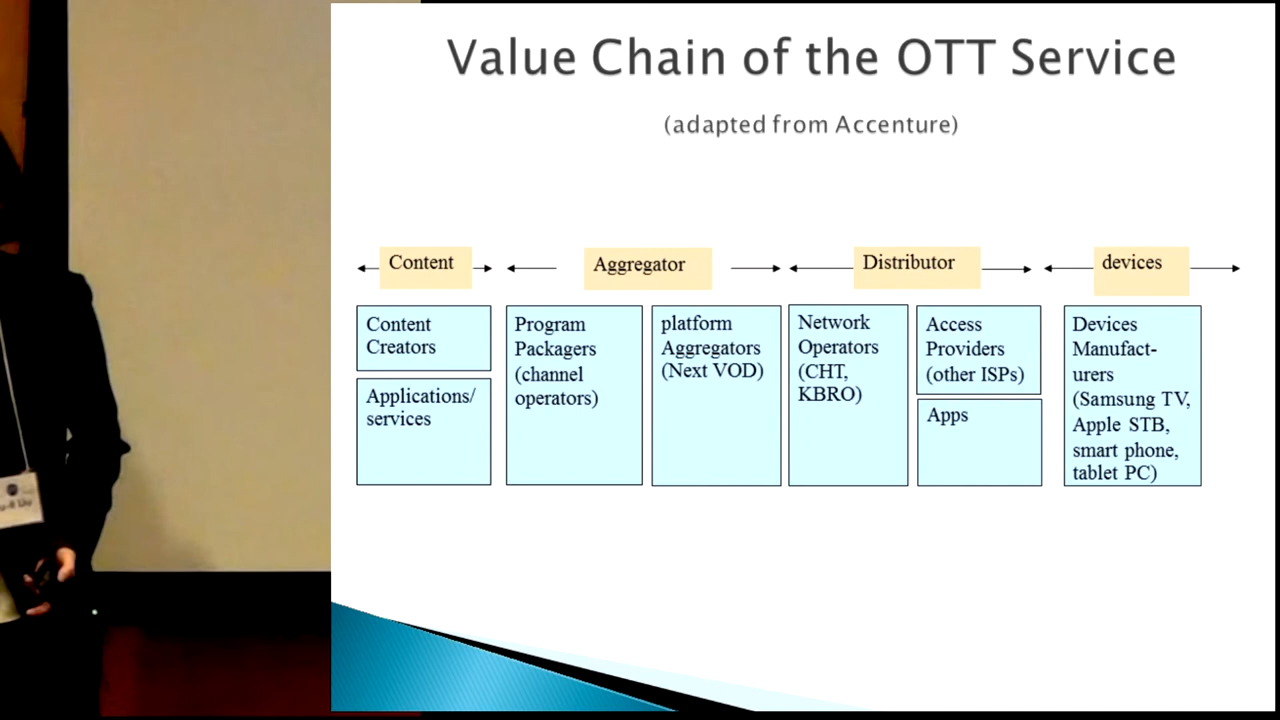 Value Chain of the OTT Service
(adapted from Accenture)
Content
Aggregator
Distributor
devices
Content
Creators
Applications/
services
Program
Packagers
(channel
operators)
platform
Aggregators
(Next VOD)
Network
Operators
(CHT,
KBRO)
Access
Providers
(other ISPs)
Apps
Devices
Manufact-
urers
(Samsung TV,
Apple STB,
smart phone,
tablet PC)